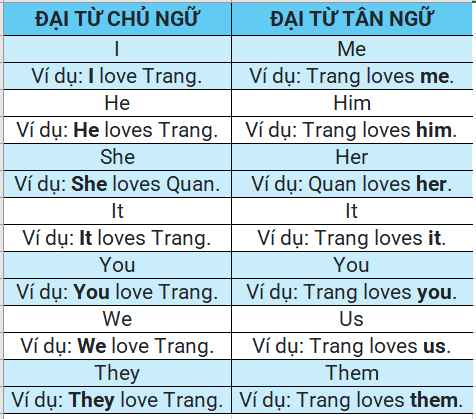 ĐẠI TỪ CHỦ NGỮ ĐẠI TỪ TÂN NGỮ
I Me
Ví dụ: I love Trang. Ví dụ: Trang loves me.
He Him
Ví dụ: He loves Trang. Ví dụ: Trang loves him.
She Her
Ví dụ: She loves Quan. Ví dụ: Quan loves her.
It It
Ví dụ: It loves Trang. Ví dụ: Trang loves it.
You You
Ví dụ: You love Trang. Ví dụ: Trang loves you.
We Us
Ví dụ: We love Trang. Ví dụ: Trang loves us.
They Them
Ví dụ: They love Trang. Ví dụ: Trang loves them.